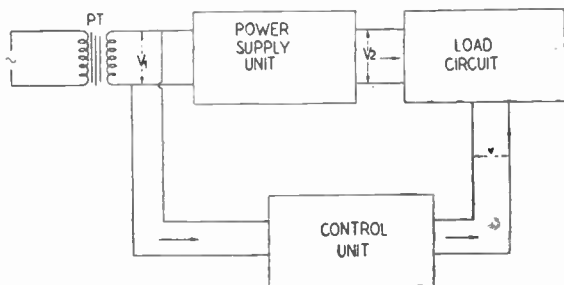 PT
V1
POWER
SUPPLY
UNIT
V2
LOAD
CIRCUIT
v
CONTROL
UNIT